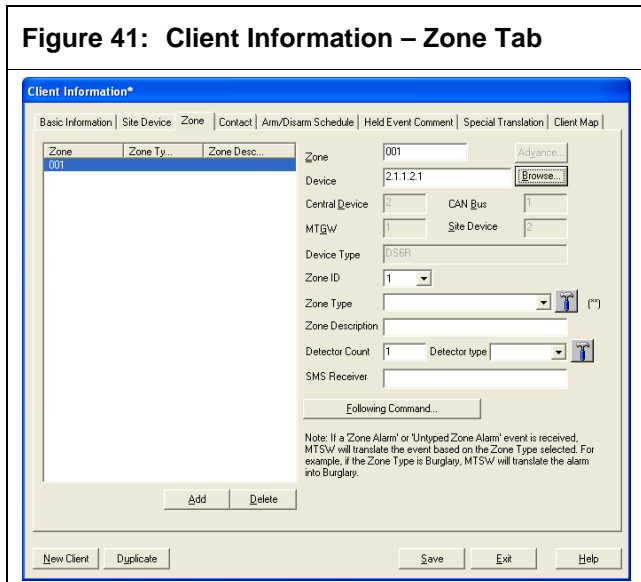 Figure 41: Client Information – Zone Tab
Client Information*
Basic Information Site Device Zone Contact Arm/Disarm Schedule Held Event Comment Special Translation Client Map
Zone Zone Ty... Zone Desc...
001
Zone 001 Advance...
Device 2.1.1.2.1 Browse...
Central Device 2 CAN Bus 1
MTGW 1 Site Device 2
Device Type DS6R
Zone ID 1
Zone Type (**)
Zone Description
Detector Count 1 Detector type
SMS Receiver
Following Command...
Note: If a 'Zone Alarm' or 'Untyped Zone Alarm' event is received,
MTSW will translate the event based on the Zone Type selected. For
example, if the Zone Type is Burglary, MTSW will translate the alarm
into Burglary.
Add Delete
New Client Duplicate Save Exit Help